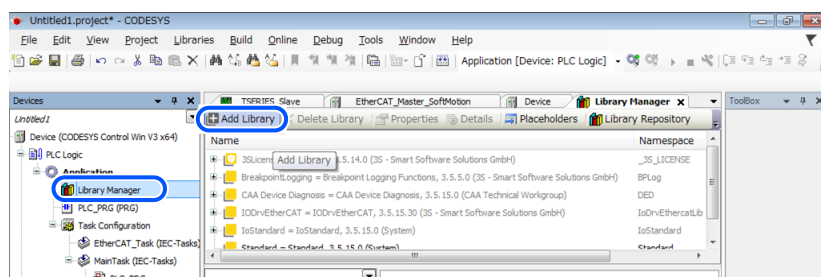 Untitled1.project* - CODESYS
File Edit View Project Libraries Build Online Debug Tools Window Help
Application [Device: PLC Logic]
Devices
TSERIES_Slave EtherCAT_Master_SoftMotion Device Library Manager
ToolBox
Untitled1
Add Library Delete Library Properties Details Placeholders Library Repository
Device (CODESYS Control Win V3 x64)
Name Namespace
PLC Logic
3SLicens Add Library 3.5.14.0 (3S - Smart Software Solutions GmbH) _3S_LICENSE
Application
BreakpointLogging = Breakpoint Logging Functions, 3.5.5.0 (3S - Smart Software Solutions GmbH) BPLog
Library Manager
CAA Device Diagnosis = CAA Device Diagnosis, 3.5.15.0 (CAA Technical Workgroup) DED
PLC_PRG (PRG)
IODrvEtherCAT = IODrvEtherCAT, 3.5.15.30 (3S - Smart Software Solutions GmbH) IoDrvEthercatLib
Task Configuration
IoStandard = IoStandard, 3.5.15.0 (System) IoStandard
EtherCAT_Task (IEC-Tasks)
Standard = Standard, 3.5.15.0 (System) Standard
MainTask (IEC-Tasks)
PLC_PRG